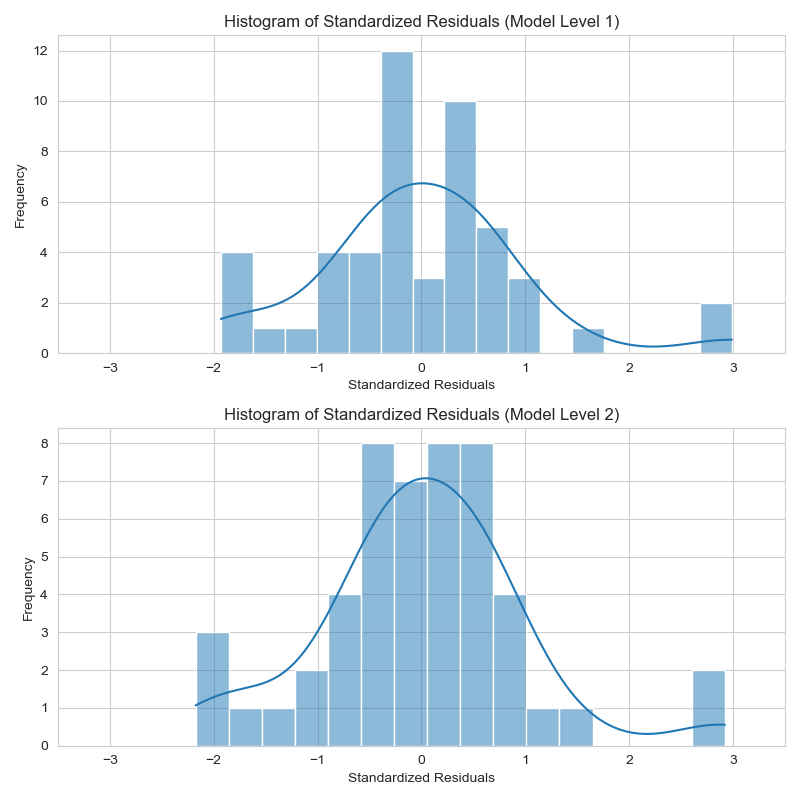 Histogram of Standardized Residuals (Model Level 1)
12
10
8
6
4
2
0
Frequency
−3 −2 −1 0 1 2 3
Standardized Residuals
Histogram of Standardized Residuals (Model Level 2)
8
7
6
5
4
3
2
1
0
Frequency
−3 −2 −1 0 1 2 3
Standardized Residuals